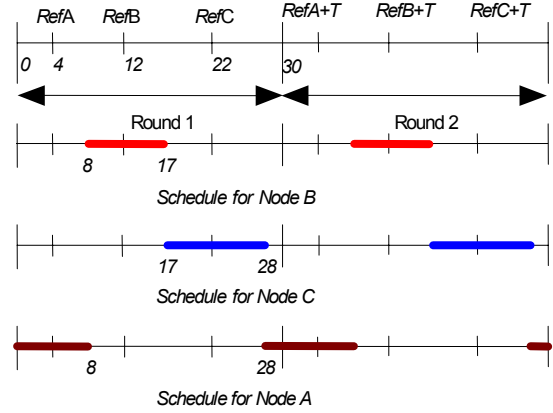 RefA RefB RefC RefA+T RefB+T RefC+T
0 4 12 22 30
Round 1 Round 2
8 17
Schedule for Node B
17 28
Schedule for Node C
8 28
Schedule for Node A